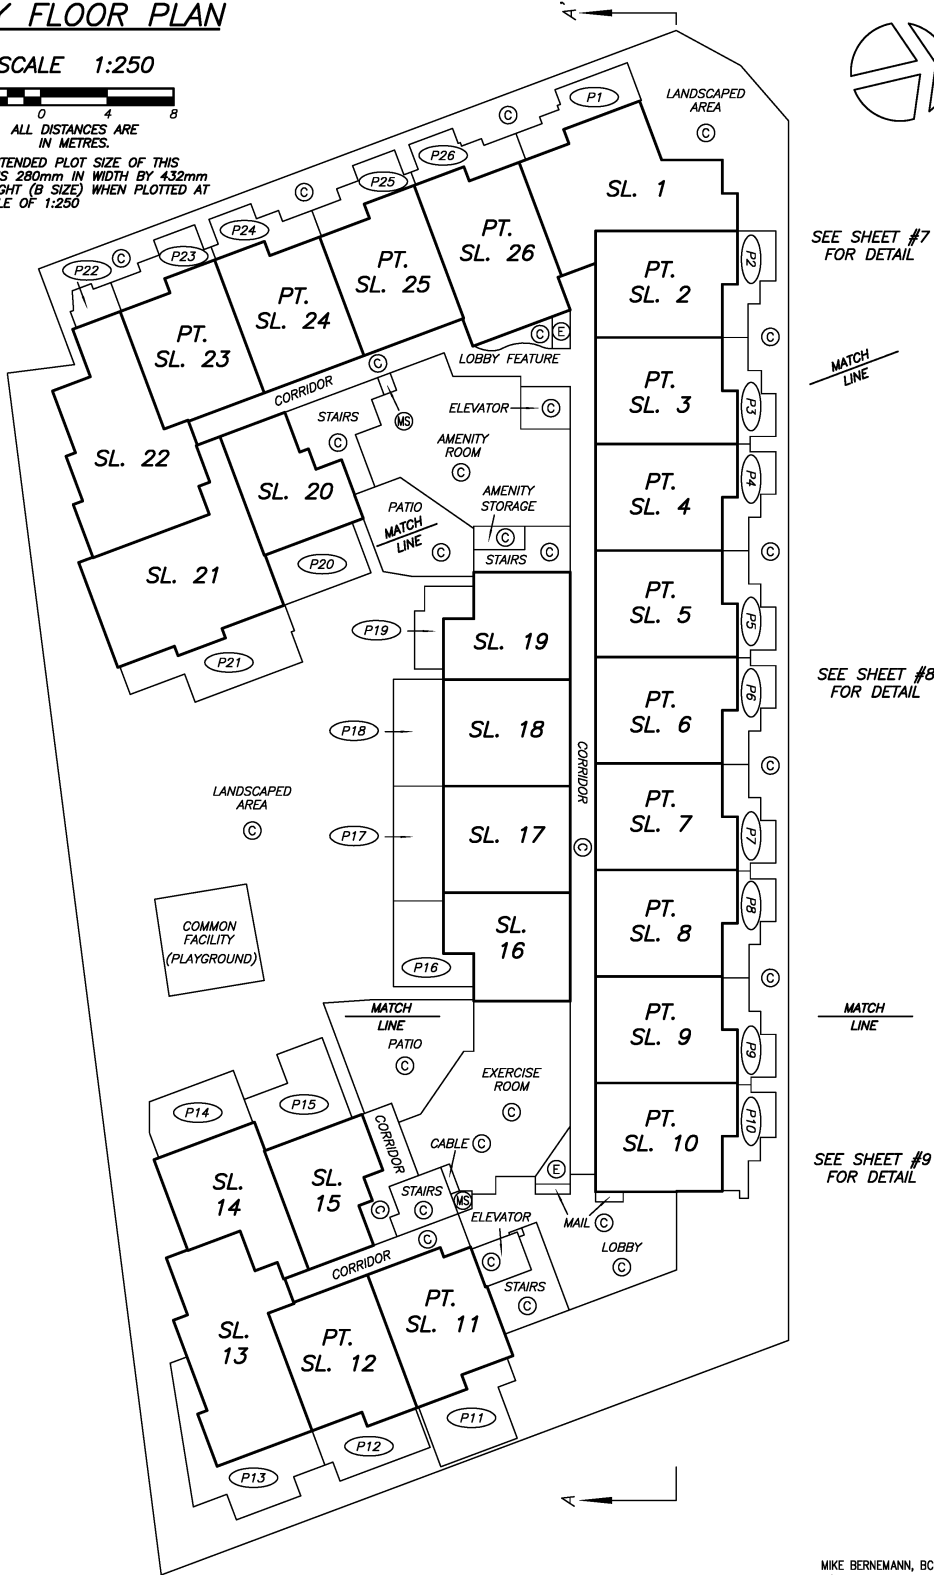 Y FLOOR PLAN
SCALE 1:250
0 4 8
ALL DISTANCES ARE
IN METRES.
TENDED PLOT SIZE OF THIS
S 280mm IN WIDTH BY 432mm
GHT (B SIZE) WHEN PLOTTED AT
LE OF 1:250
A'
P1
LANDSCAPED
AREA
C
C
P26
P25
SL. 1
C
P24
P23
C
P22
SEE SHEET #7
FOR DETAIL
P2
PT.
SL. 26
PT.
SL. 25
PT.
SL. 24
PT.
SL. 23
PT.
SL. 2
C
C E
LOBBY FEATURE
C
MATCH
LINE
CORRIDOR
STAIRS
C
MS
ELEVATOR
C
PT.
SL. 3
P3
AMENITY
ROOM
C
SL. 22
SL. 20
PT.
SL. 4
P4
AMENITY
STORAGE
C
PATIO
MATCH
LINE
C
STAIRS
C
C
P20
SL. 21
PT.
SL. 5
P5
P19
SL. 19
P21
SEE SHEET #8
FOR DETAIL
PT.
SL. 6
P6
P18
SL. 18
CORRIDOR
C
C
LANDSCAPED
AREA
C
P17
SL. 17
PT.
SL. 7
P7
COMMON
FACILITY
(PLAYGROUND)
SL.
16
P16
PT.
SL. 8
P8
C
MATCH
LINE
MATCH
LINE
PATIO
C
PT.
SL. 9
P9
EXERCISE
ROOM
C
P14
P15
CORRIDOR
C
CABLE C
PT.
SL. 10
P10
SEE SHEET #9
FOR DETAIL
SL.
14
SL.
15
STAIRS
C
MS
E
MAIL C
ELEVATOR
C
C
CORRIDOR
LOBBY
C
STAIRS
C
PT.
SL. 11
PT.
SL. 12
SL.
13
P11
P12
P13
A
MIKE BERNEMANN, BC